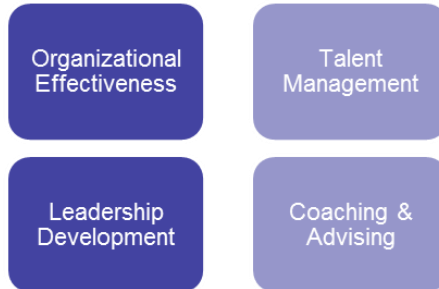 Organizational
Effectiveness
Talent
Management
Leadership
Development
Coaching &
Advising